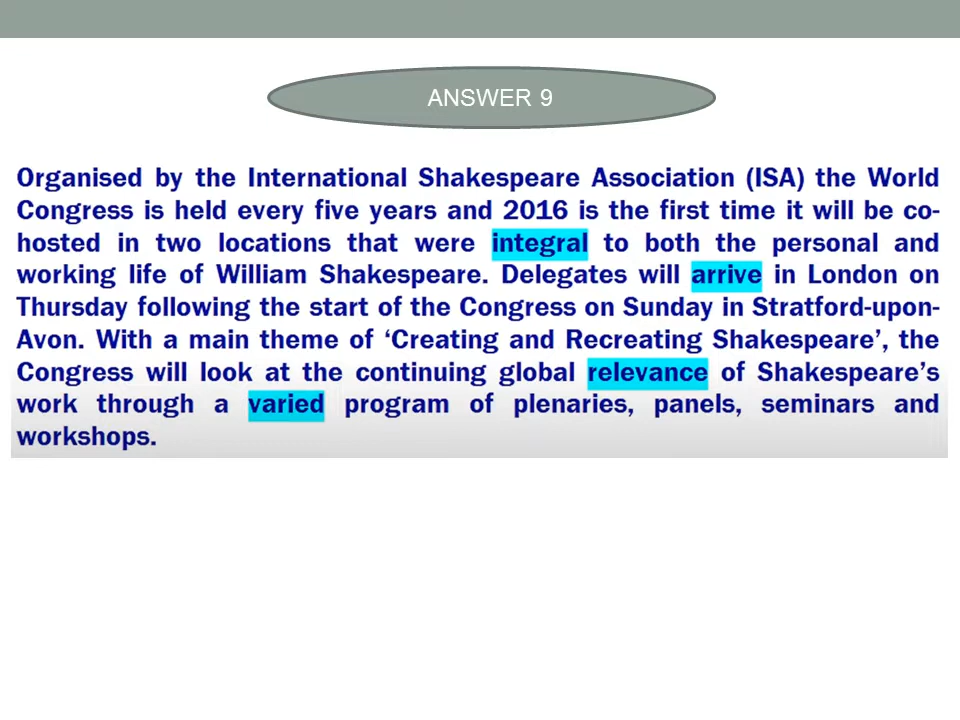 ANSWER 9
Organised by the International Shakespeare Association (ISA) the World
Congress is held every five years and 2016 is the first time it will be co-
hosted in two locations that were integral to both the personal and
working life of William Shakespeare. Delegates will arrive in London on
Thursday following the start of the Congress on Sunday in Stratford-upon-
Avon. With a main theme of ‘Creating and Recreating Shakespeare’, the
Congress will look at the continuing global relevance of Shakespeare’s
work through a varied program of plenaries, panels, seminars and
workshops.